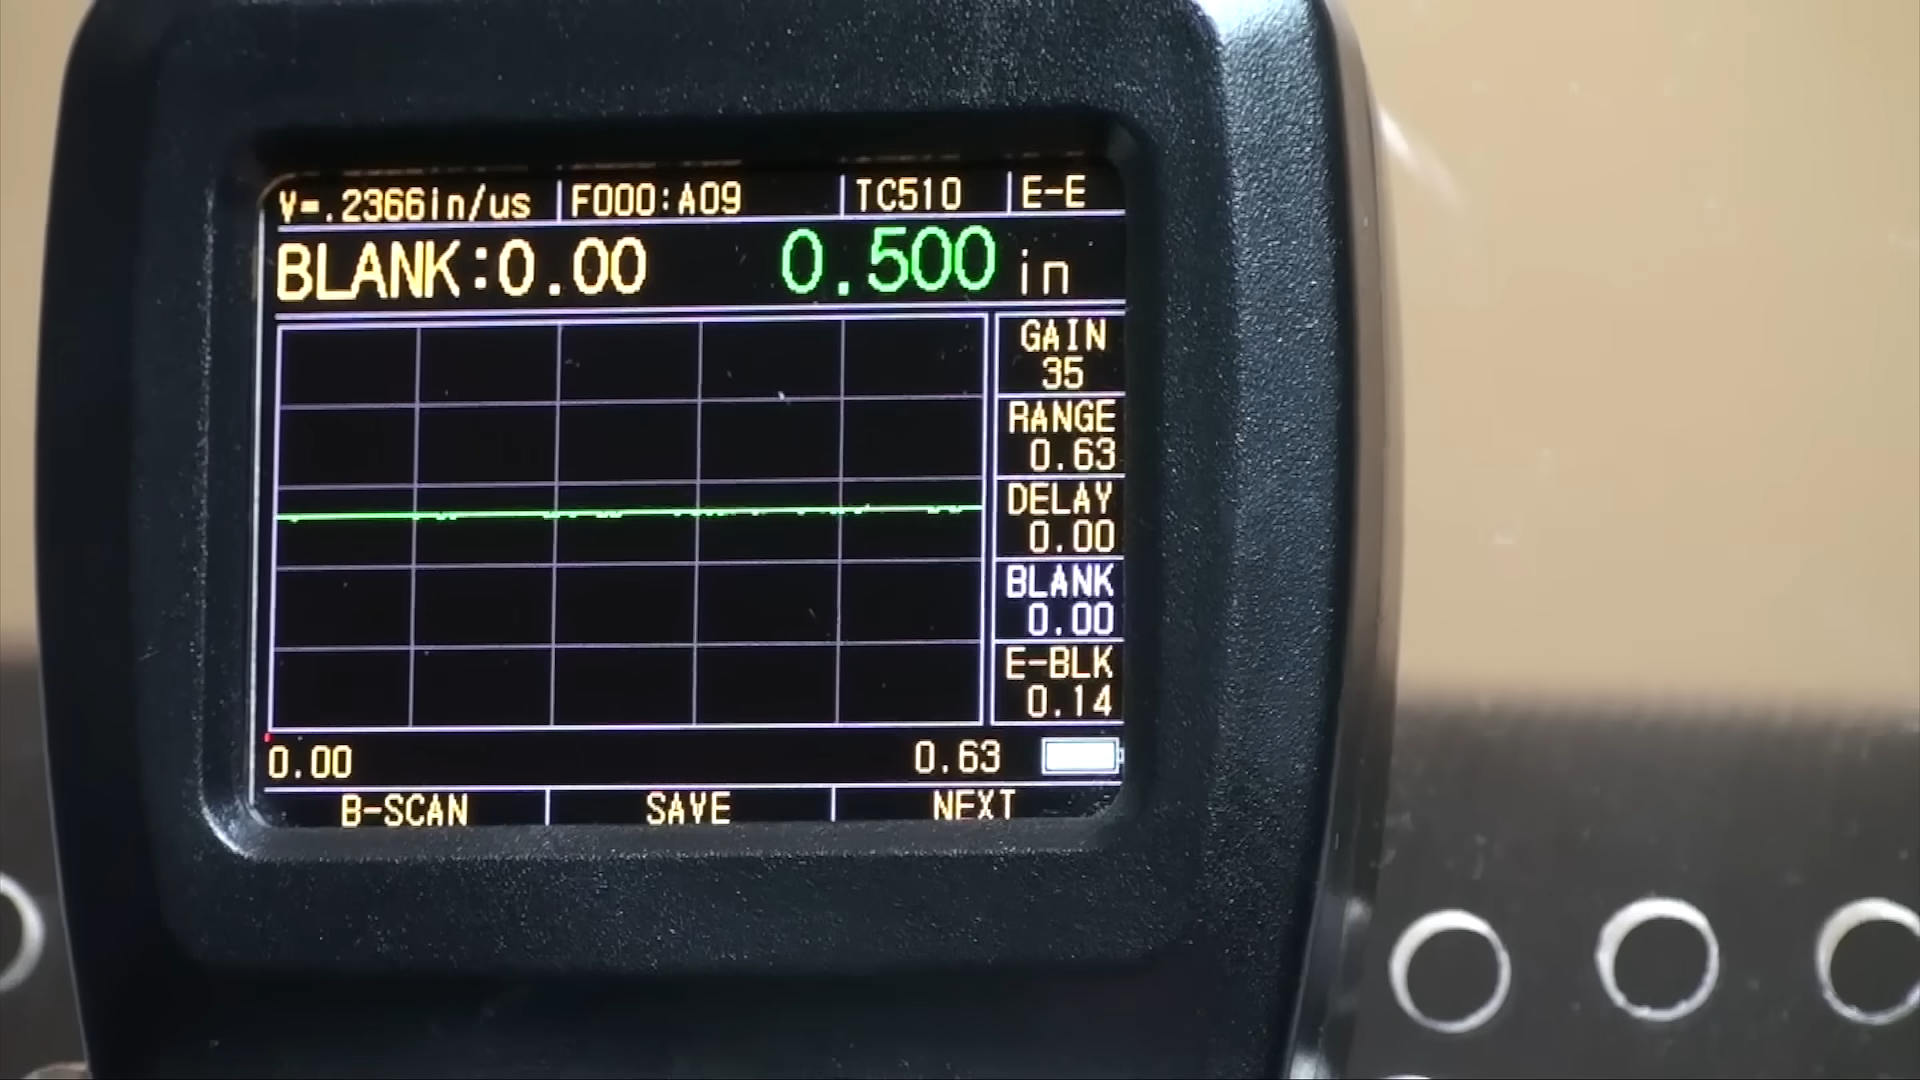 V=.2366in/us F000:A09 TC510 E-E
BLANK:0.00 0.500 in
GAIN
35
RANGE
0.63
DELAY
0.00
BLANK
0.00
E-BLK
0.14
0.00 0.63
B-SCAN SAVE NEXT